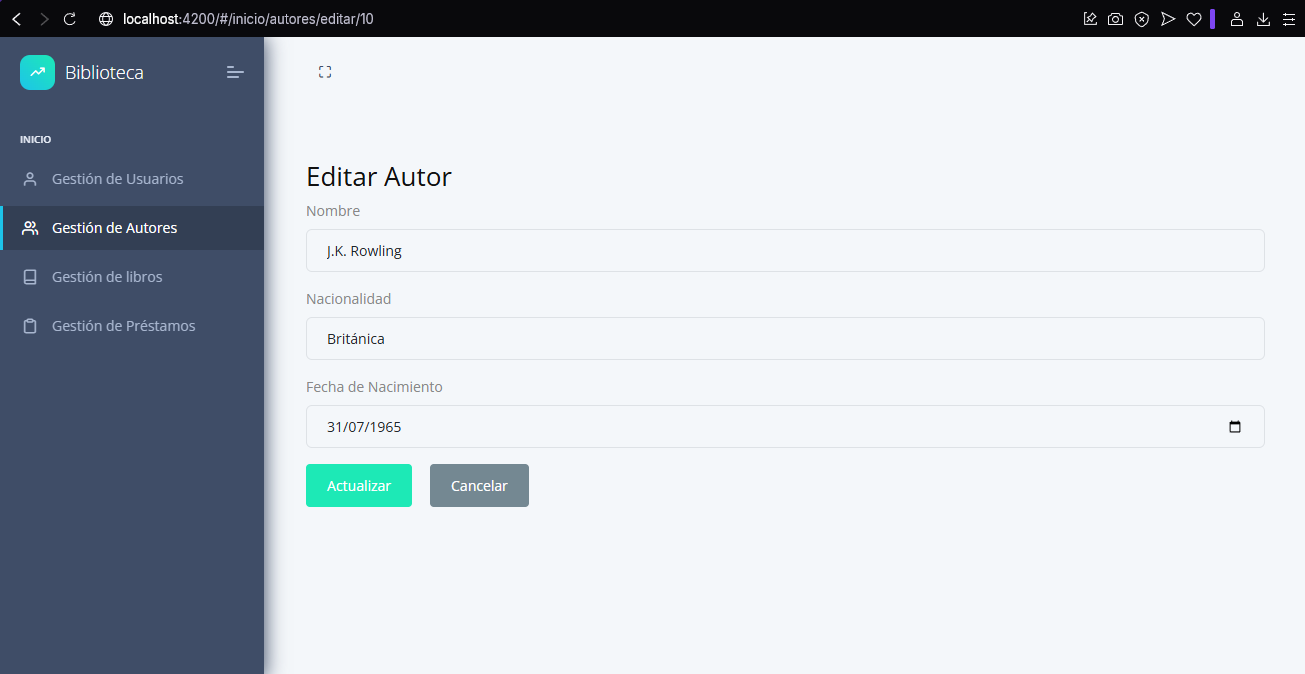 localhost:4200/#/inicio/autores/editar/10
Biblioteca
INICIO
Gestión de Usuarios
Gestión de Autores
Gestión de libros
Gestión de Préstamos
Editar Autor
Nombre
J.K. Rowling
Nacionalidad
Británica
Fecha de Nacimiento
31/07/1965
Actualizar Cancelar